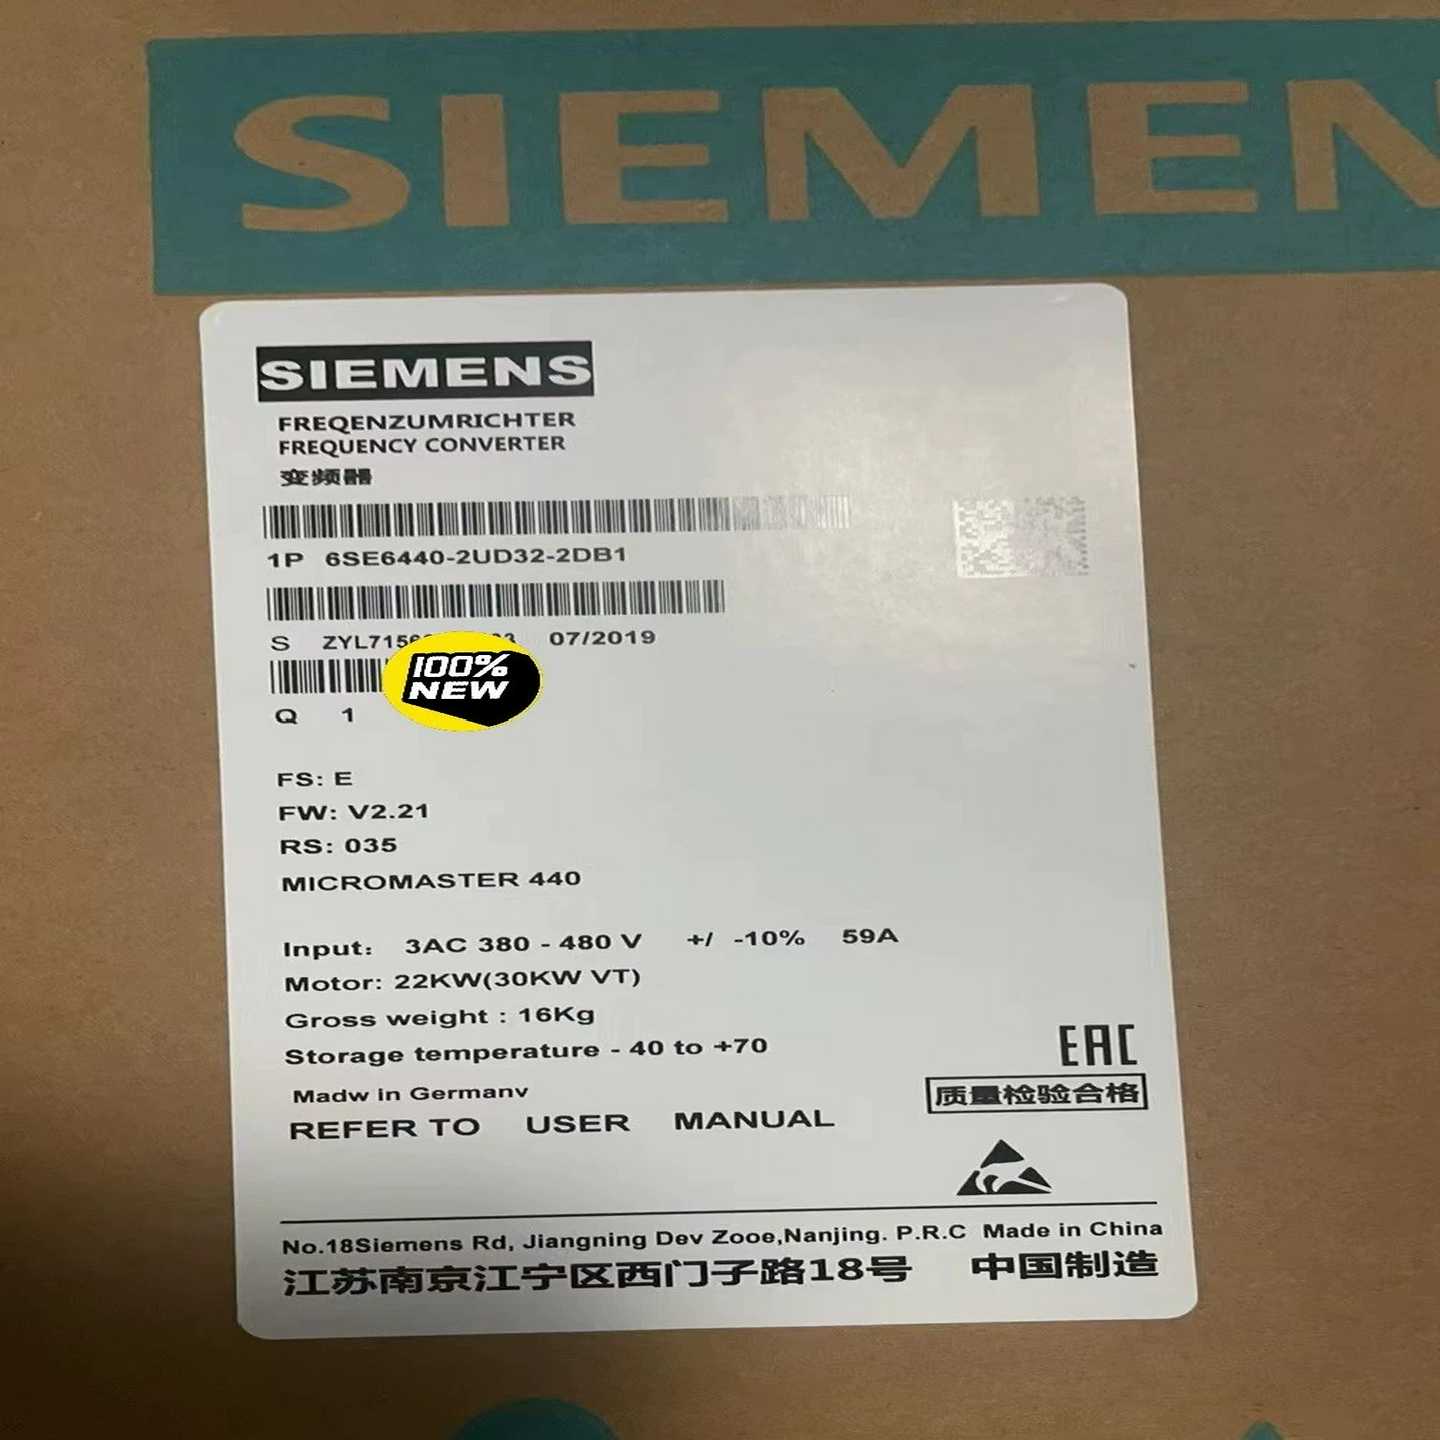 SIEMEN
SIEMENS
FREQENZUMRICHTER
FREQUENCY CONVERTER
变频器
1P 6SE6440-2UD32-2DB1
S 07/2019
100%
NEW
Q 1
FS: E
FW: V2.21
RS: 035
MICROMASTER 440
Input: 3AC 380 - 480 V +/ -10% 59A
Motor: 22KW(30KW VT)
Gross weight : 16Kg
Storage temperature - 40 to +70
EAC
Madw in Germanv
质量检验合格
REFER TO USER MANUAL
No.18Siemens Rd, Jiangning Dev Zooe,Nanjing. P.R.C Made in China
江苏南京江宁区西门子路18号 中国制造